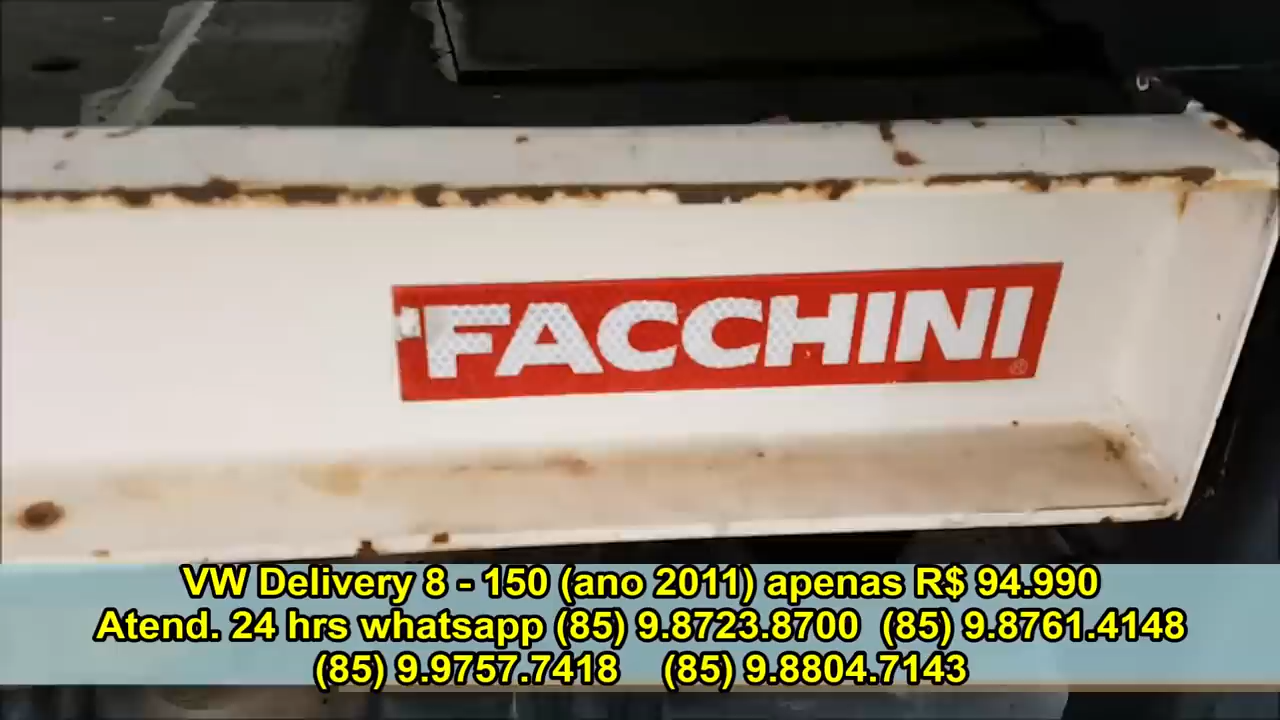 FACCHINI
®
VW Delivery 8 - 150 (ano 2011) apenas R$ 94.990
Atend. 24 hrs whatsapp (85) 9.8723.8700 (85) 9.8761.4148
(85) 9.9757.7418 (85) 9.8804.7143